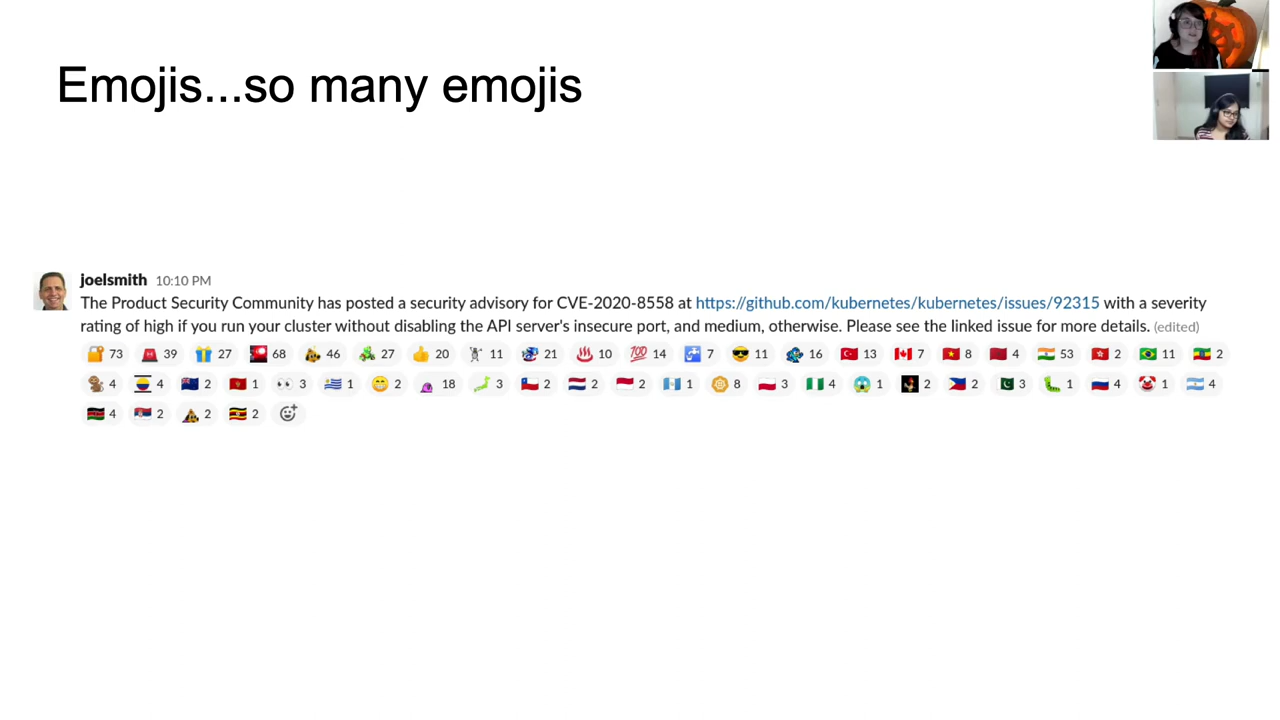 Emojis...so many emojis
joelsmith 10:10 PM
The Product Security Community has posted a security advisory for CVE-2020-8558 at https://github.com/kubernetes/kubernetes/issues/92315 with a severity
rating of high if you run your cluster without disabling the API server's insecure port, and medium, otherwise. Please see the linked issue for more details. (edited)
73 39 27 68 46 27 20 11 21 10 100 14 7 11 16 13 7 8 4 53 2 11 2
4 4 2 1 3 1 2 18 3 2 2 2 1 8 3 4 1 2 2 3 1 4 1 4
4 2 2 2